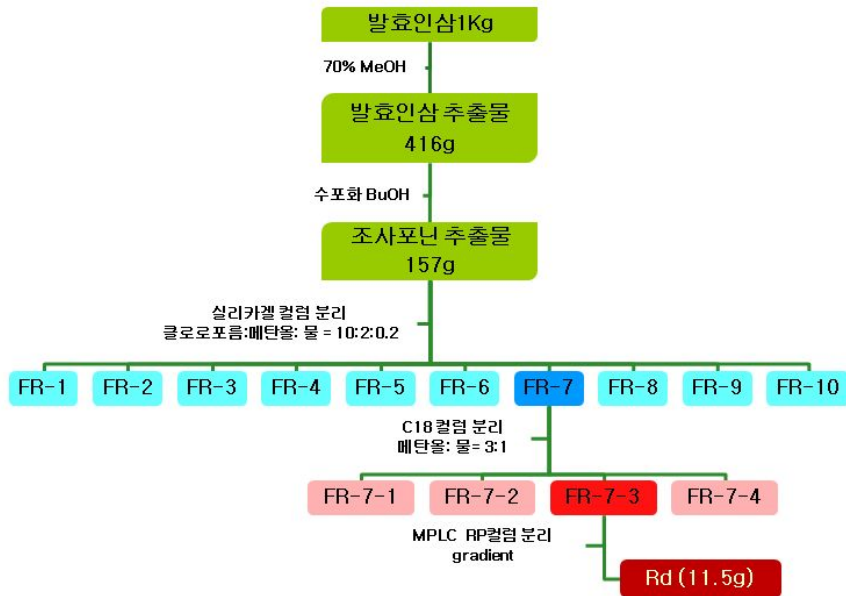 발효인삼1Kg
70% MeOH
발효인삼 추출물
416g
수포화 BuOH
조사포닌 추출물
157g
실리카겔 컬럼 분리
클로로포름:메탄올: 물 = 10:2:0.2
FR-1 FR-2 FR-3 FR-4 FR-5 FR-6 FR-7 FR-8 FR-9 FR-10
C18 컬럼 분리
메탄올: 물= 3:1
FR-7-1 FR-7-2 FR-7-3 FR-7-4
MPLC RP컬럼 분리
gradient
Rd (11.5g)